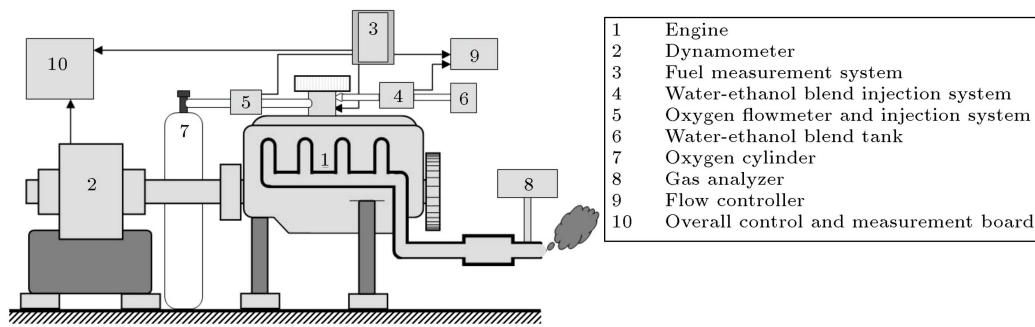 3
10
9
5
4
6
7
1
2
8
1 Engine
2 Dynamometer
3 Fuel measurement system
4 Water-ethanol blend injection system
5 Oxygen flowmeter and injection system
6 Water-ethanol blend tank
7 Oxygen cylinder
8 Gas analyzer
9 Flow controller
10 Overall control and measurement board